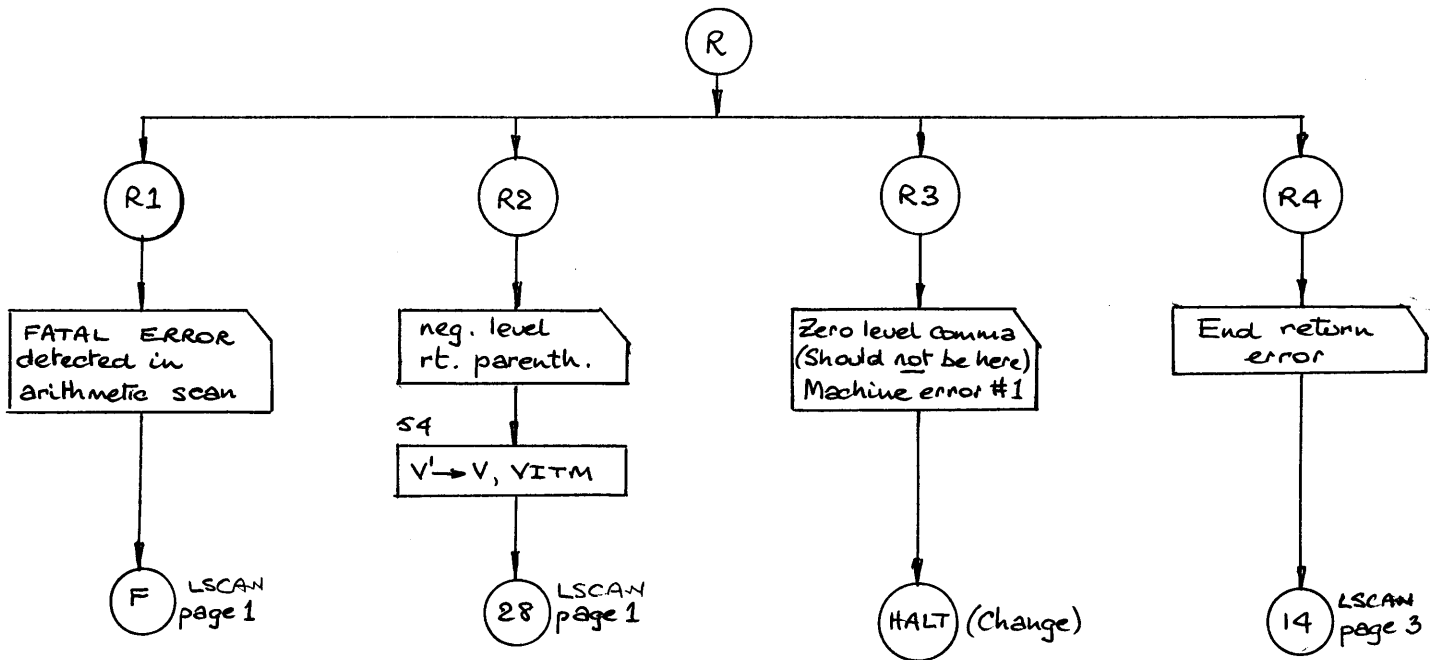 R
R1
R2
R3
R4
FATAL ERROR
detected in
arithmetic scan
neg. level
rt. parenth.
Zero level comma
(Should not be here)
Machine error #1
End return
error
54
V' → V, VITM
F
LSCAN
page 1
28
LSCAN
page 1
HALT (Change)
14
LSCAN
page 3